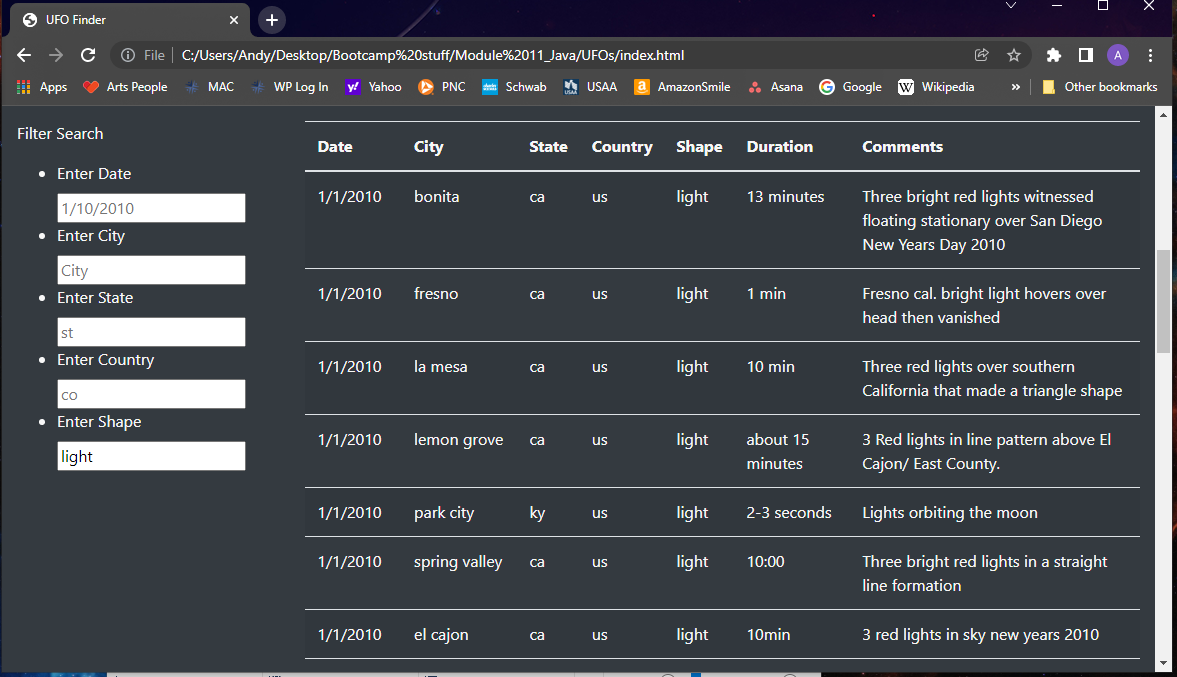 UFO Finder
File C:/Users/Andy/Desktop/Bootcamp%20stuff/Module%2011_Java/UFOs/index.html A
Apps Arts People MAC WP Log In Yahoo PNC Schwab USAA AmazonSmile Asana Google Wikipedia » Other bookmarks
Filter Search
Enter Date
1/10/2010
Enter City
City
Enter State
st
Enter Country
co
Enter Shape
light
Date City State Country Shape Duration Comments
1/1/2010 bonita ca us light 13 minutes Three bright red lights witnessed
floating stationary over San Diego
New Years Day 2010
1/1/2010 fresno ca us light 1 min Fresno cal. bright light hovers over
head then vanished
1/1/2010 la mesa ca us light 10 min Three red lights over southern
California that made a triangle shape
1/1/2010 lemon grove ca us light about 15 3 Red lights in line pattern above El
minutes Cajon/ East County.
1/1/2010 park city ky us light 2-3 seconds Lights orbiting the moon
1/1/2010 spring valley ca us light 10:00 Three bright red lights in a straight
line formation
1/1/2010 el cajon ca us light 10min 3 red lights in sky new years 2010